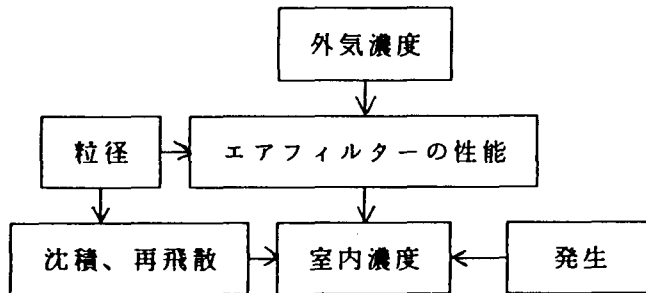 外気濃度
粒径
エアフィルターの性能
沈積、再飛散
室内濃度
発生